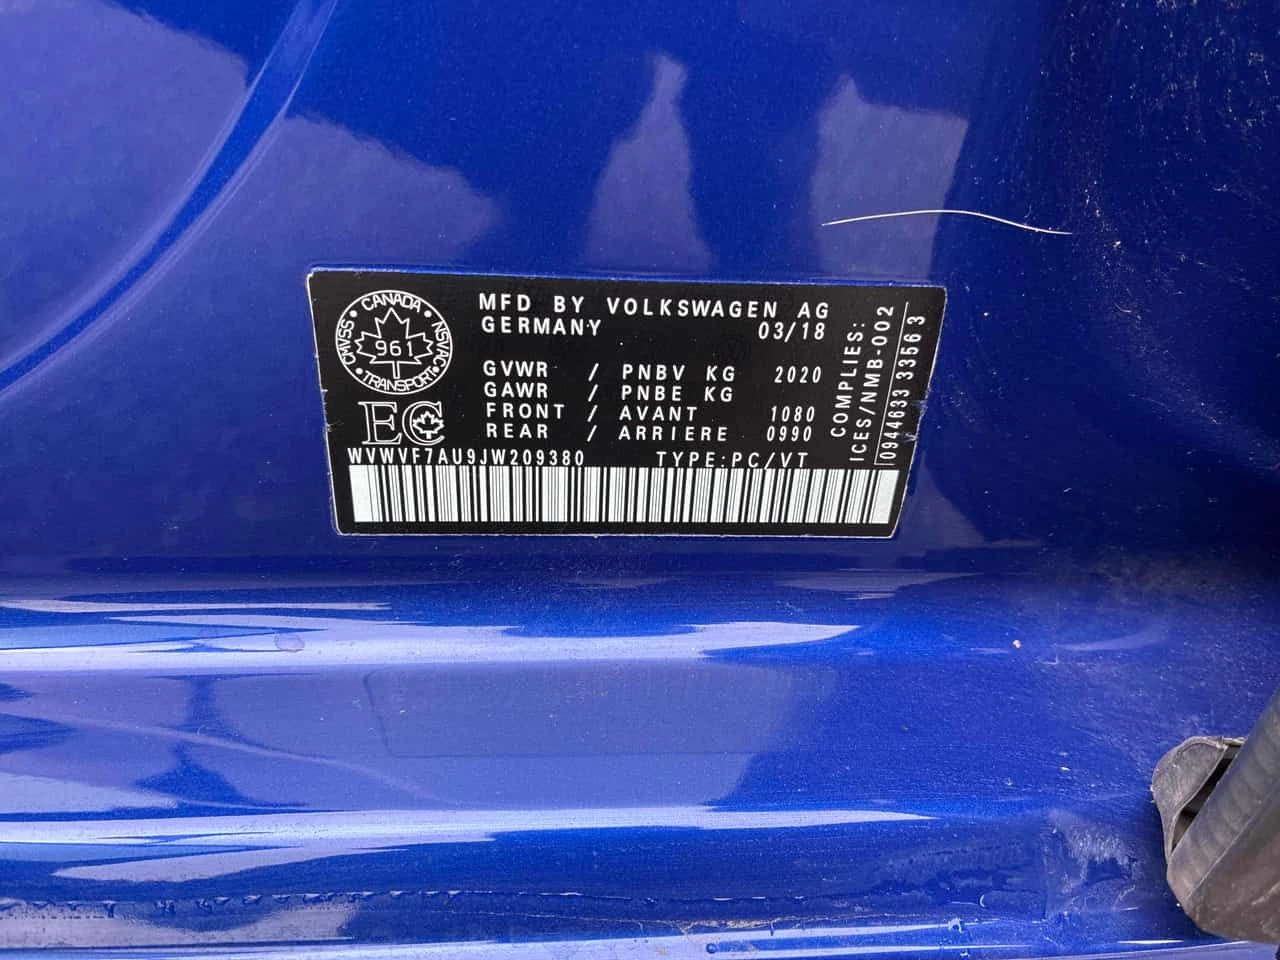 CANADA
CMVSS NSVAC
961
TRANSPORT
EC
MFD BY VOLKSWAGEN AG
GERMANY 03/18
GVWR / PNBV KG 2020
GAWR / PNBE KG
FRONT / AVANT 1080
REAR / ARRIERE 0990
WVWVF7AU9JW209380 TYPE:PC/VT
COMPLIES:
ICES/NMB-002
0944633 33563